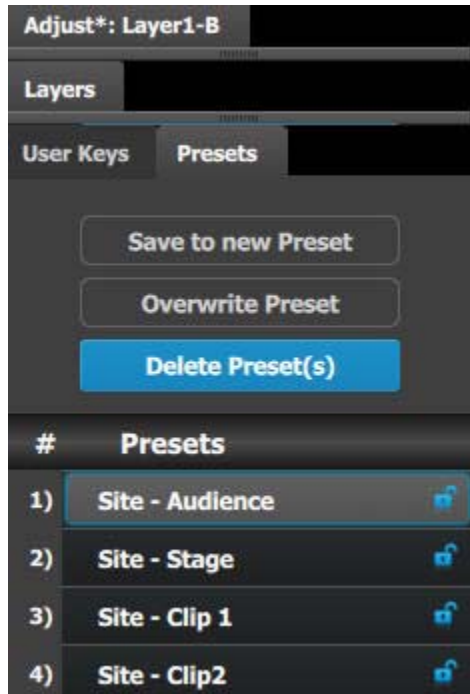 Adjust*: Layer1-B
Layers
User Keys Presets
Save to new Preset
Overwrite Preset
Delete Preset(s)
# Presets
1) Site - Audience
2) Site - Stage
3) Site - Clip 1
4) Site - Clip2